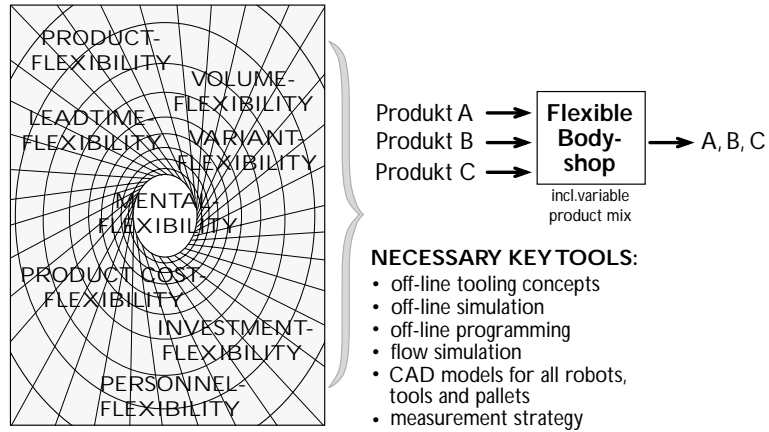 PRODUCT-
FLEXIBILITY
VOLUME-
FLEXIBILITY
LEADTIME-
FLEXIBILITY
VARIANT-
FLEXIBILITY
MENTAL-
FLEXIBILITY
PRODUCT COST-
FLEXIBILITY
INVESTMENT-
FLEXIBILITY
PERSONNEL-
FLEXIBILITY
Produkt A
Produkt B
Produkt C
Flexible
Body-
shop
A, B, C
incl.variable
product mix
NECESSARY KEY TOOLS:
• off-line tooling concepts
• off-line simulation
• off-line programming
• flow simulation
• CAD models for all robots,
tools and pallets
• measurement strategy